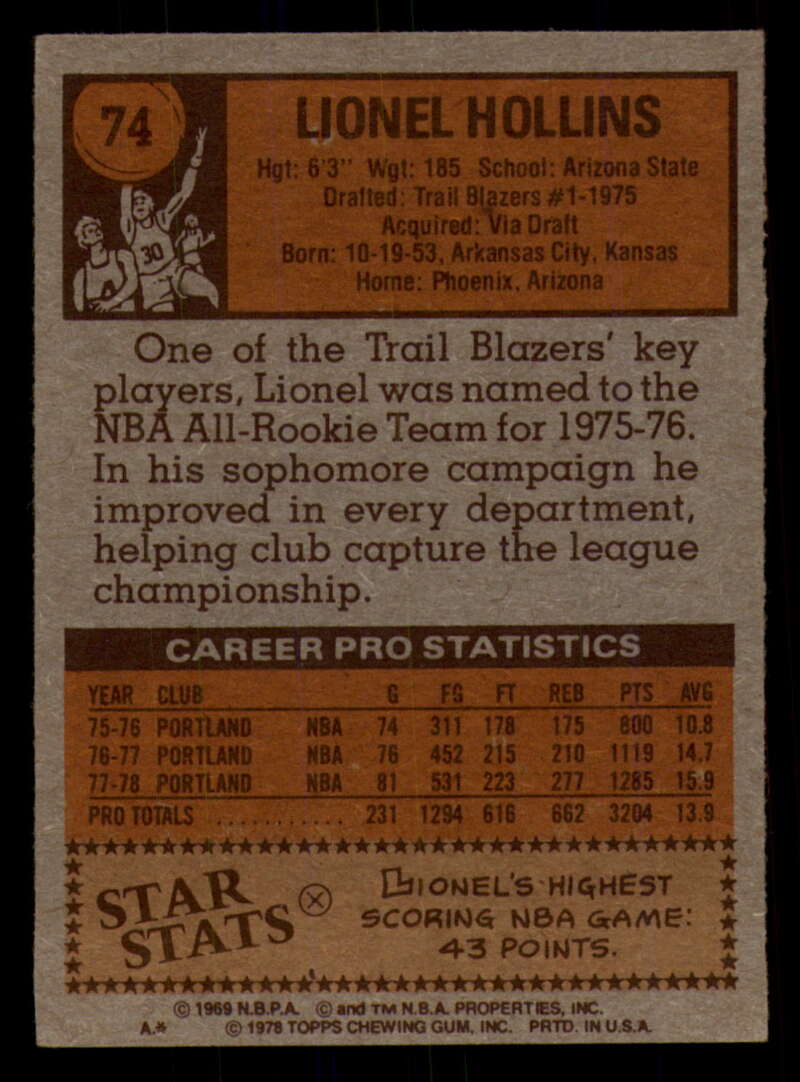 74
LIONEL HOLLINS
Hgt: 6'3" Wgt: 185 School: Arizona State
Drafted: Trail Blazers #1-1975
Acquired: Via Draft
Born: 10-19-53, Arkansas City, Kansas
Home: Phoenix, Arizona
30
One of the Trail Blazers' key
players, Lionel was named to the
NBA All-Rookie Team for 1975-76.
In his sophomore campaign he
improved in every department,
helping club capture the league
championship.
CAREER PRO STATISTICS
YEAR CLUB G FG FT REB PTS AVG
75-76 PORTLAND NBA 74 311 178 175 800 10.8
76-77 PORTLAND NBA 76 452 215 210 1119 14.7
77-78 PORTLAND NBA 81 531 223 277 1285 15.9
PRO TOTALS ........... 231 1294 616 662 3204 13.9
STAR
STATS
LIONEL'S HIGHEST
SCORING NBA GAME:
43 POINTS.
© 1969 N.B.P.A. © and TM N.B.A. PROPERTIES, INC.
A.* © 1978 TOPPS CHEWING GUM, INC. PRTD. IN U.S.A.